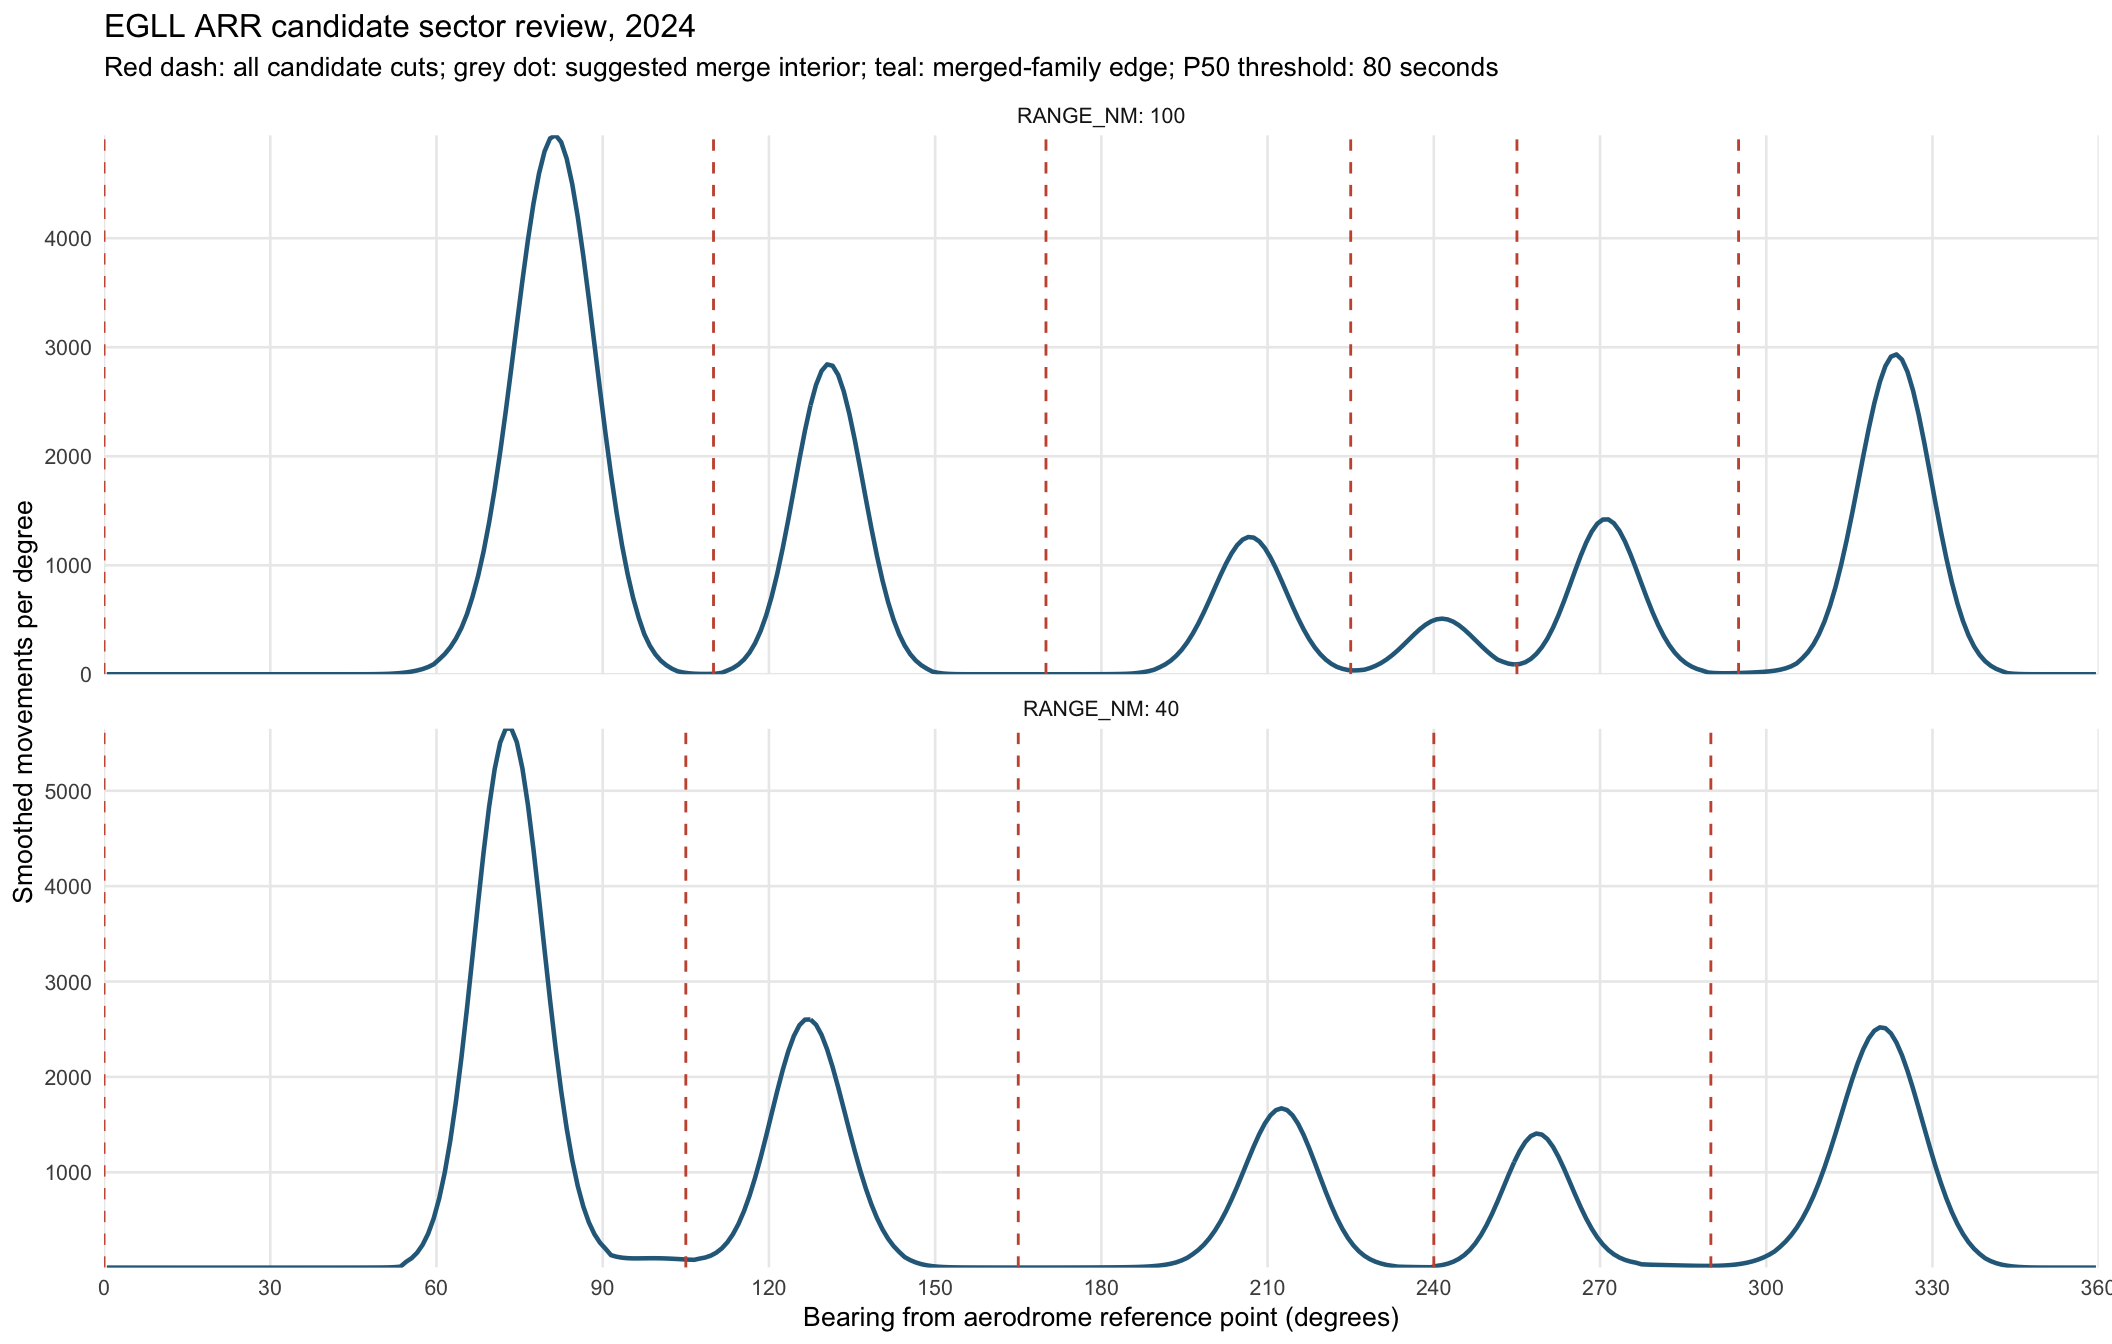 EGLL ARR candidate sector review, 2024
Red dash: all candidate cuts; grey dot: suggested merge interior; teal: merged-family edge; P50 threshold: 80 seconds
RANGE_NM: 100
4000
3000
2000
1000
0
Smoothed movements per degree
RANGE_NM: 40
5000
4000
3000
2000
1000
0 30 60 90 120 150 180 210 240 270 300 330 360
Bearing from aerodrome reference point (degrees)